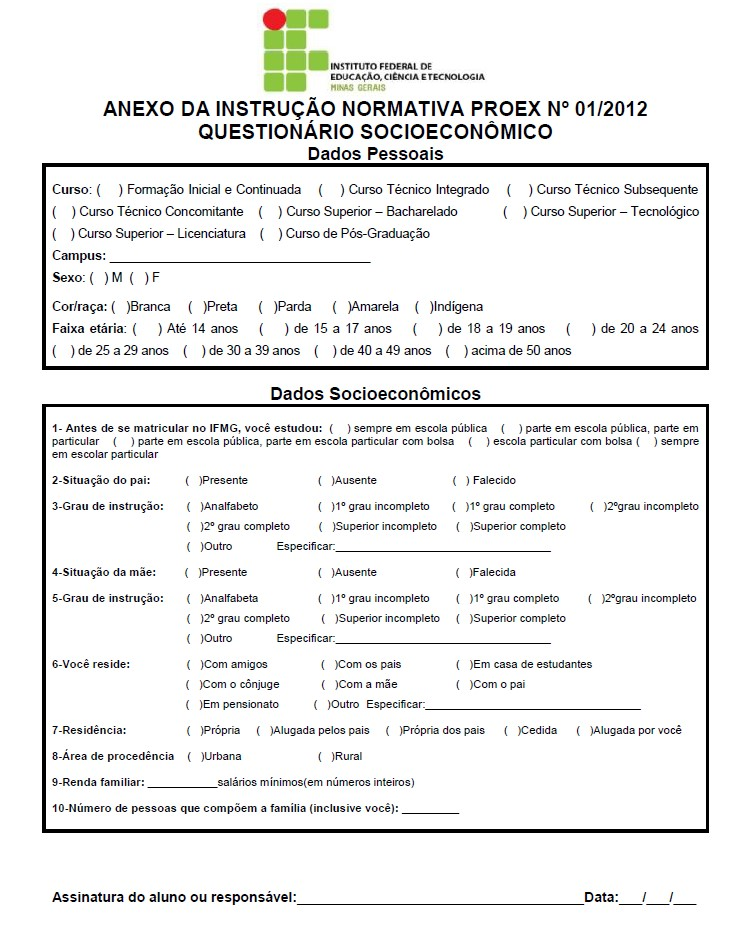 INSTITUTO FEDERAL DE
EDUCAÇÃO, CIÊNCIA E TECNOLOGIA
MINAS GERAIS
ANEXO DA INSTRUÇÃO NORMATIVA PROEX Nº 01/2012
QUESTIONÁRIO SOCIOECONÔMICO
Dados Pessoais
Curso: ( ) Formação Inicial e Continuada ( ) Curso Técnico Integrado ( ) Curso Técnico Subsequente
( ) Curso Técnico Concomitante ( ) Curso Superior – Bacharelado ( ) Curso Superior – Tecnológico
( ) Curso Superior – Licenciatura ( ) Curso de Pós-Graduação
Campus: ___________________________________
Sexo: ( ) M ( ) F
Cor/raça: ( )Branca ( )Preta ( )Parda ( )Amarela ( )Indígena
Faixa etária: ( ) Até 14 anos ( ) de 15 a 17 anos ( ) de 18 a 19 anos ( ) de 20 a 24 anos
( ) de 25 a 29 anos ( ) de 30 a 39 anos ( ) de 40 a 49 anos ( ) acima de 50 anos
Dados Socioeconômicos
1- Antes de se matricular no IFMG, você estudou: ( ) sempre em escola pública ( ) parte em escola pública, parte em
particular ( ) parte em escola pública, parte em escola particular com bolsa ( ) escola particular com bolsa ( ) sempre
em escolar particular
2-Situação do pai: ( )Presente ( )Ausente ( ) Falecido
3-Grau de instrução: ( )Analfabeto ( )1º grau incompleto ( )1º grau completo ( )2ºgrau incompleto
( )2º grau completo ( )Superior incompleto ( )Superior completo
( )Outro Especificar:___________________________________
4-Situação da mãe: ( )Presente ( )Ausente ( )Falecida
5-Grau de instrução: ( )Analfabeta ( )1º grau incompleto ( )1º grau completo ( )2ºgrau incompleto
( )2º grau completo ( )Superior incompleto ( )Superior completo
( )Outro Especificar:___________________________________
6-Você reside: ( )Com amigos ( )Com os pais ( )Em casa de estudantes
( )Com o cônjuge ( )Com a mãe ( )Com o pai
( )Em pensionato ( )Outro Especificar:___________________________________
7-Residência: ( )Própria ( )Alugada pelos pais ( )Própria dos pais ( )Cedida ( )Alugada por você
8-Área de procedência ( )Urbana ( )Rural
9-Renda familiar: ___________salários mínimos(em números inteiros)
10-Número de pessoas que compõem a família (inclusive você): _________
Assinatura do aluno ou responsável:____________________________________Data:___/___/___